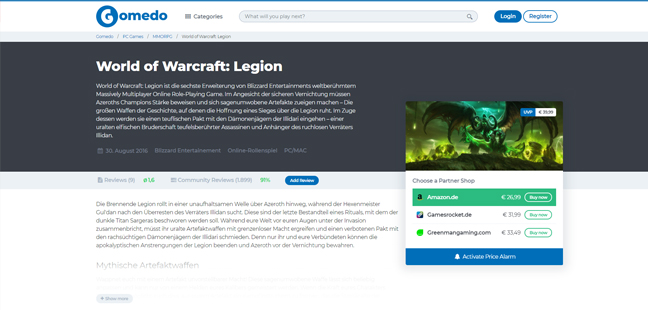 Gomedo
Categories
What will you play next?
Login
Register
Gomedo / PC Games / MMORPG / World of Warcraft: Legion
World of Warcraft: Legion
World of Warcraft: Legion ist die sechste Erweiterung von Blizzard Entertainments weltberühmtem
Massively Multiplayer Online Role-Playing Game. Im Angesicht der sicheren Vernichtung müssen
Azeroths Champions Stärke beweisen und sich sagenumwobene Artefakte zueigen machen – Die
großen Waffen der Geschichte, auf denen die Hoffnung eines Sieges über die Legion ruht. Im Zuge
dessen werden sie einen teuflischen Pakt mit den Dämonenjägern der Illidari eingehen – einer
uralten elfischen Bruderschaft teufelsberührter Assassinen und Anhänger des ruchlosen Verräters
Illidan.
30. August 2016
Blizzard Entertainement
Online-Rollenspiel
PC/MAC
UVP
€ 39,99
Reviews (9)
1,6
Community Reviews (1.899)
91%
Add Review
Choose a Partner Shop
Amazon.de
€ 26,99
Buy now
Gamesrocket.de
€ 31,99
Buy now
Greenmangaming.com
€ 33,49
Buy now
Activate Price Alarm
Die Brennende Legion rollt in einer unaufhaltsamen Welle über Azeroth hinweg, während der Hexenmeister
Gul'dan nach der Überresten des Verräters Illidan sucht. Diese sind der letzte Bestandteil eines Rituals, mit dem der
dunkle Titan Sargeras beschworen werden soll. Während eure Welt vor euren Augen unter der Invasion
zusammenbricht, müsst ihr uralte Artefaktwaffen mit grenzenloser Macht ergreifen und einen verbotenen Pakt mit
den rachsüchtigen Dämonenjägern der Illidari schmieden. Denn nur ihr und eure Verbündeten können die
apokalyptischen Anstrengungen der Legion beenden und Azeroth vor der Vernichtung bewahren.
Mythische Artefaktwaffen
+ Show more